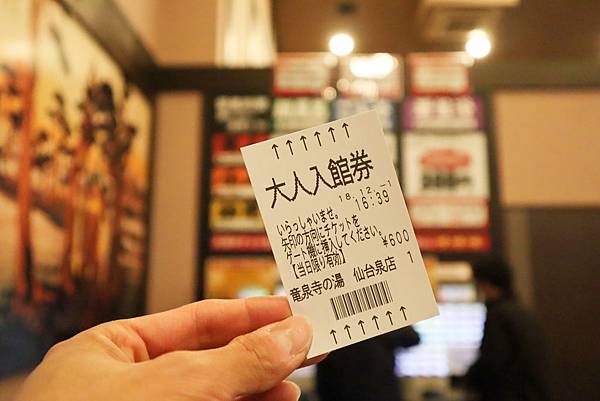 ↑↑↑↑↑↑
大人入館券
18.12.-1
16:39
いらっしゃいませ。
矢印の方向にチケットを
ゲート機に挿入してください。
【当日限り有効】
¥600
竜泉寺の湯 仙台泉店 1
↑↑↑↑↑↑